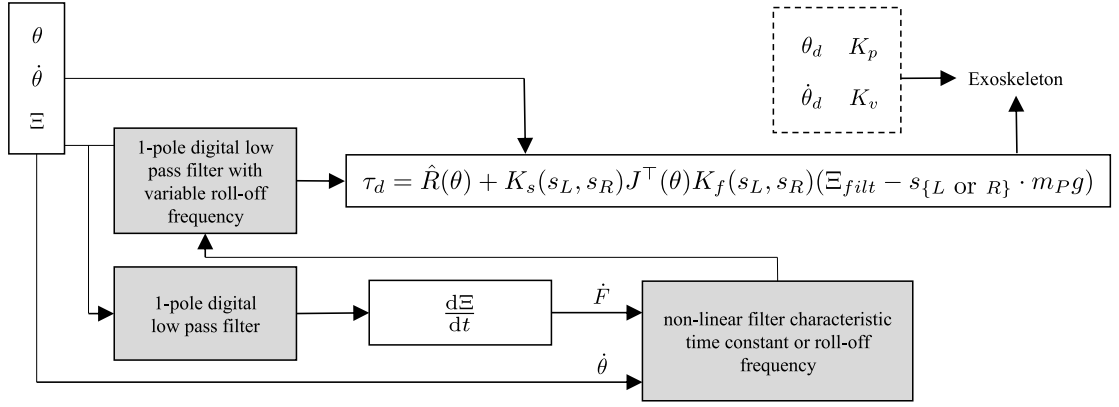 θ
θ̇
Ξ
θ_d K_p
θ̇_d K_v
Exoskeleton
1-pole digital low
pass filter with
variable roll-off
frequency
τ_d = R̂(θ) + K_s(s_L, s_R)J^⊤(θ)K_f(s_L, s_R)(Ξ_{filt} − s_{{L or R}} · m_P g)
1-pole digital
low pass filter
dΞ
dt
Ḟ
θ̇
non-linear filter characteristic
time constant or roll-off
frequency